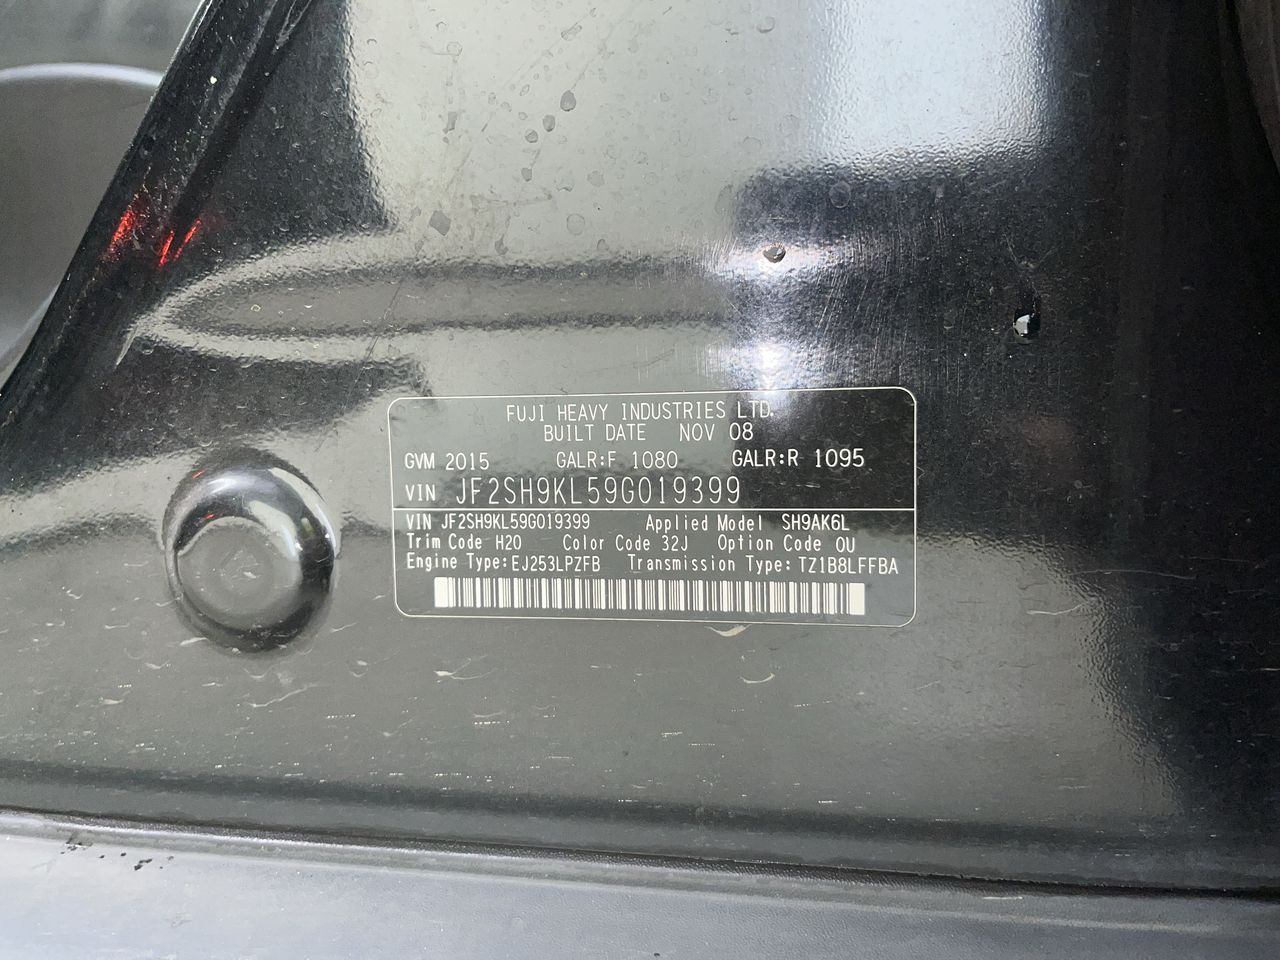 FUJI HEAVY INDUSTRIES LTD.
BUILT DATE NOV 08
GVM 2015 GALR:F 1080 GALR:R 1095
VIN JF2SH9KL59G019399
VIN JF2SH9KL59G019399 Applied Model SH9AK6L
Trim Code H20 Color Code 32J Option Code OU
Engine Type:EJ253LPZFB Transmission Type:TZ1B8LFFBA